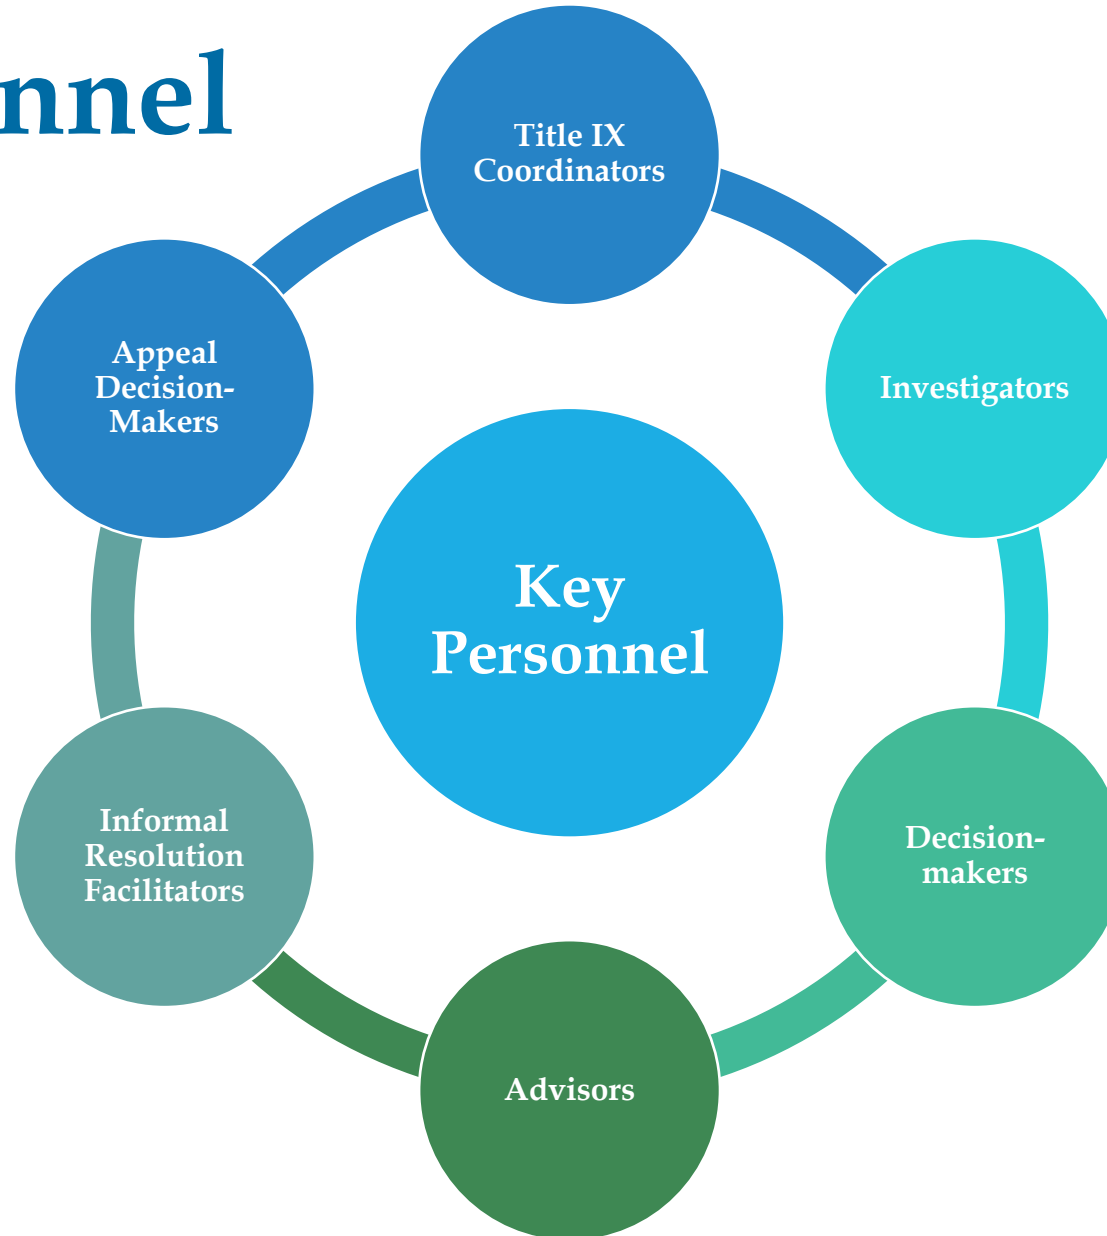 nnel
Title IX
Coordinators
Appeal
Decision-
Makers
Investigators
Key
Personnel
Informal
Resolution
Facilitators
Decision-
makers
Advisors